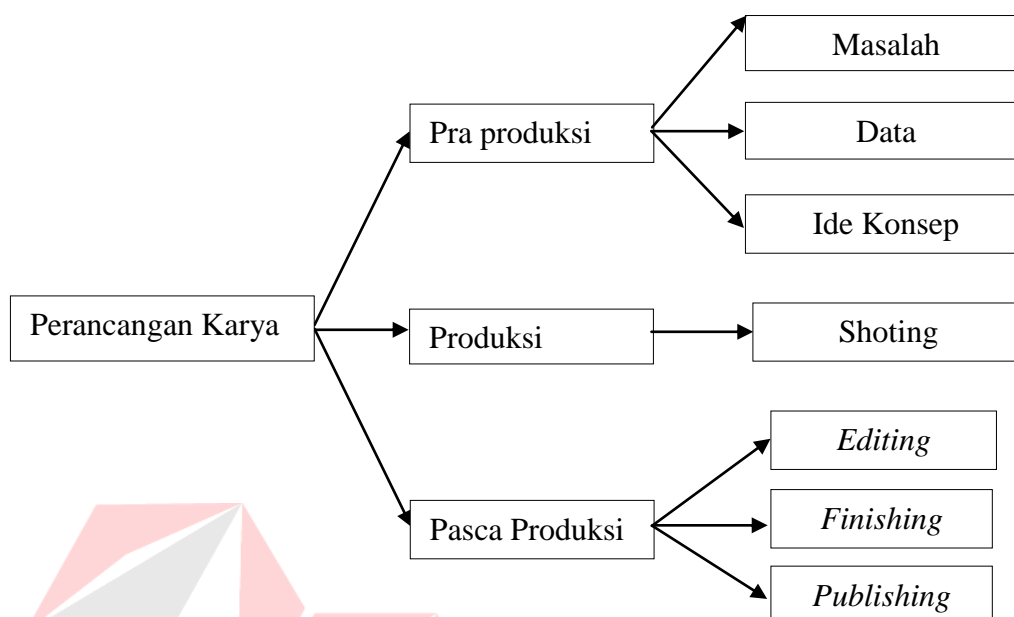 Masalah
Pra produksi
Data
Ide Konsep
Perancangan Karya
Produksi
Shoting
Editing
Pasca Produksi
Finishing
Publishing